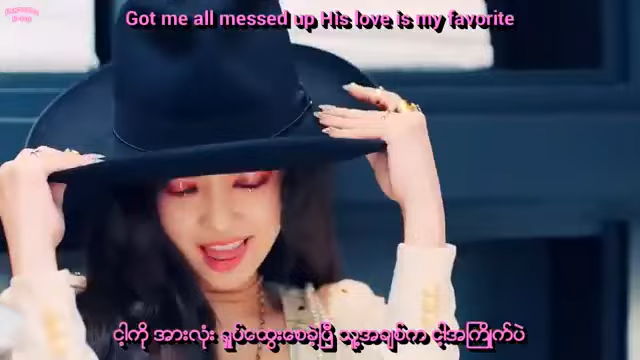 Got me all messed up His love is my favorite
ငါ့ကို အားလုံး ရှုပ်ထွေးစေခဲ့ပြီ သူ့အချစ်က ငါ့အကြိုက်ပဲ